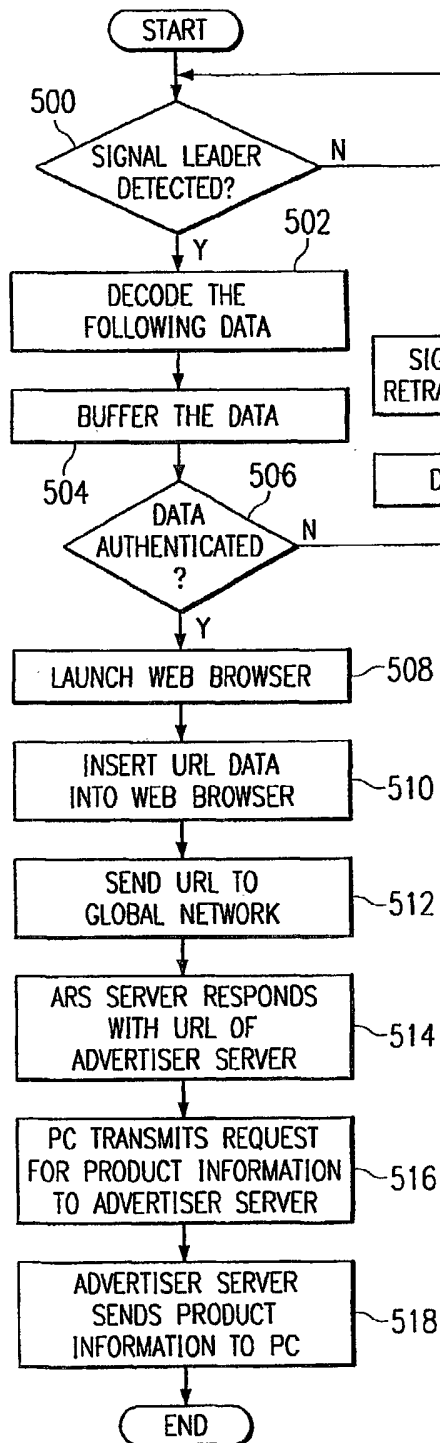 START
500
SIGNAL LEADER
DETECTED?
N
Y
502
DECODE THE
FOLLOWING DATA
BUFFER THE DATA
504
506
DATA
AUTHENTICATED
?
N
Y
LAUNCH WEB BROWSER
508
INSERT URL DATA
INTO WEB BROWSER
510
SEND URL TO
GLOBAL NETWORK
512
ARS SERVER RESPONDS
WITH URL OF
ADVERTISER SERVER
514
PC TRANSMITS REQUEST
FOR PRODUCT INFORMATION
TO ADVERTISER SERVER
516
ADVERTISER SERVER
SENDS PRODUCT
INFORMATION TO PC
518
END